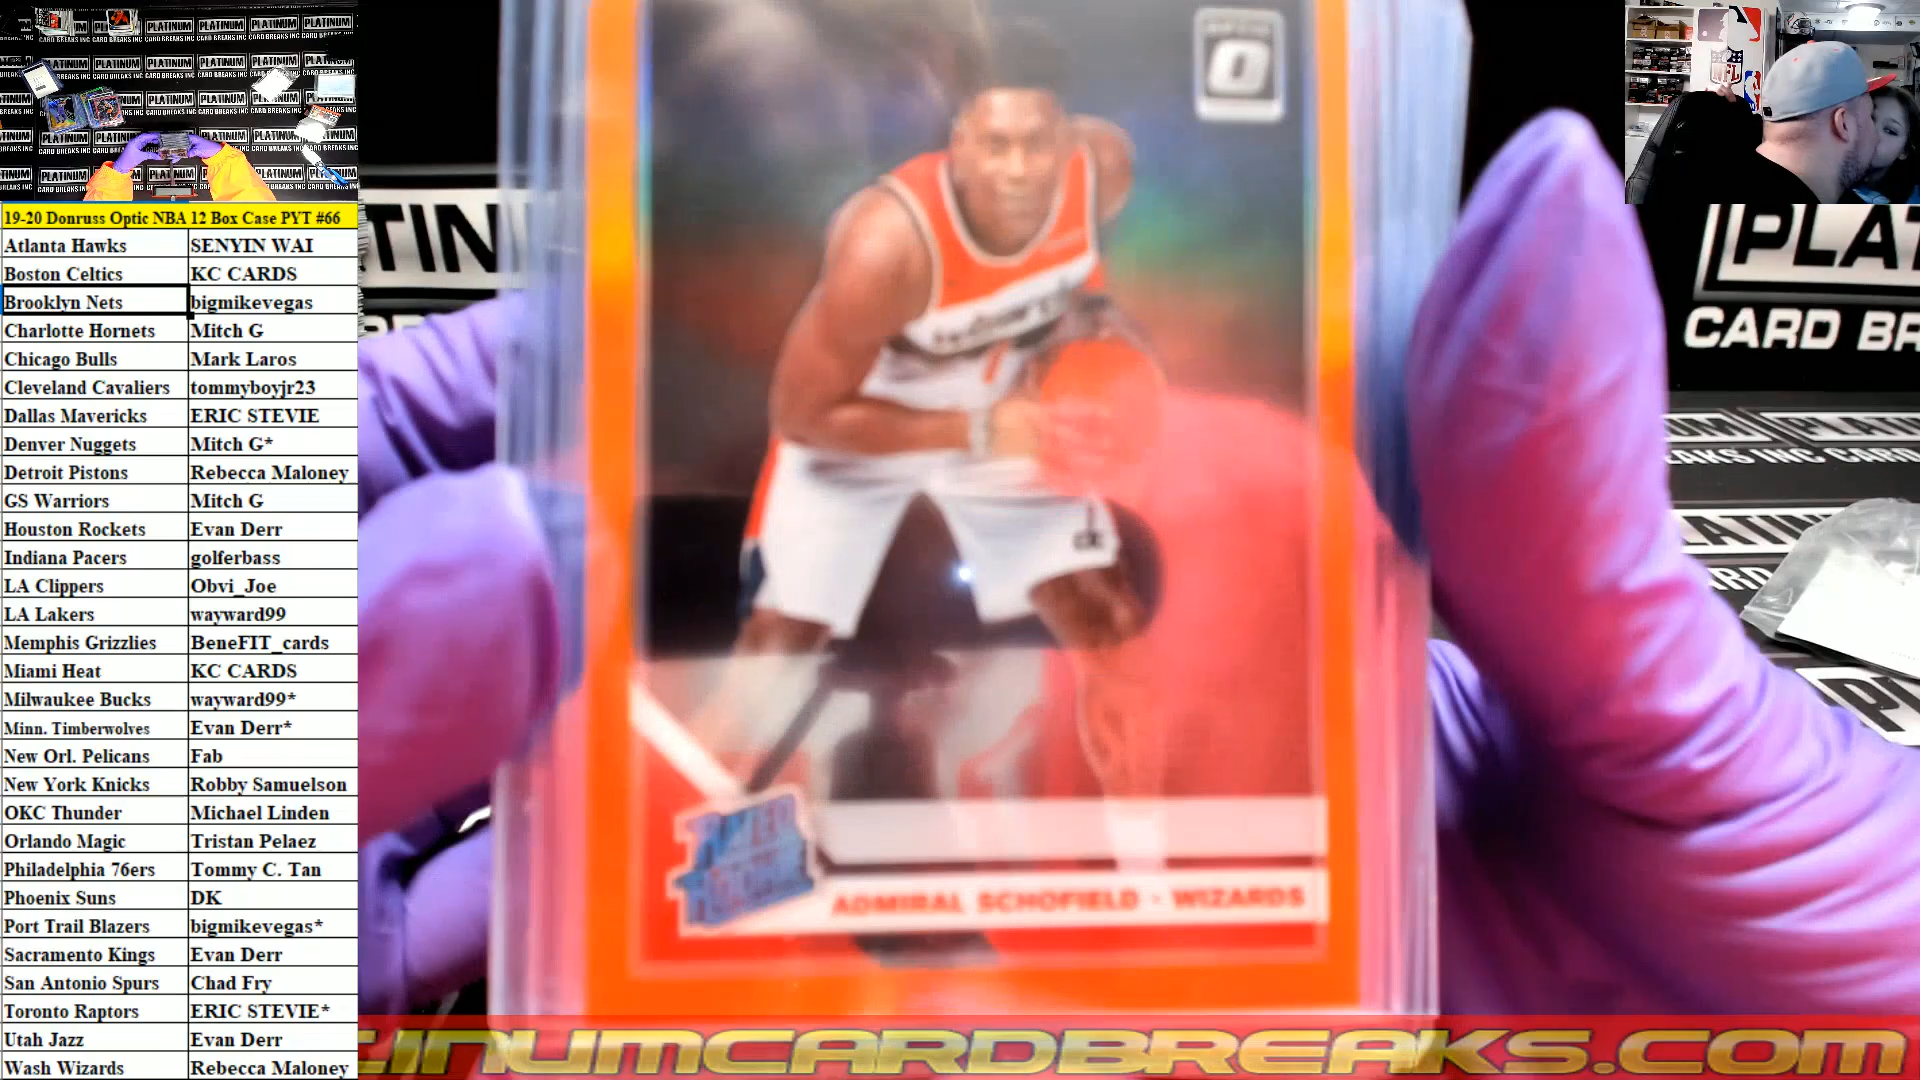 19-20 Donruss Optic NBA 12 Box Case PYT #66
Atlanta Hawks SENYIN WAI
Boston Celtics KC CARDS
Brooklyn Nets bigmikevegas
Charlotte Hornets Mitch G
Chicago Bulls Mark Laros
Cleveland Cavaliers tommyboyjr23
Dallas Mavericks ERIC STEVIE
Denver Nuggets Mitch G*
Detroit Pistons Rebecca Maloney
GS Warriors Mitch G
Houston Rockets Evan Derr
Indiana Pacers golferbass
LA Clippers Obvi_Joe
LA Lakers wayward99
Memphis Grizzlies BeneFIT_cards
Miami Heat KC CARDS
Milwaukee Bucks wayward99*
Minn. Timberwolves Evan Derr*
New Orl. Pelicans Fab
New York Knicks Robby Samuelson
OKC Thunder Michael Linden
Orlando Magic Tristan Pelaez
Philadelphia 76ers Tommy C. Tan
Phoenix Suns DK
Port Trail Blazers bigmikevegas*
Sacramento Kings Evan Derr
San Antonio Spurs Chad Fry
Toronto Raptors ERIC STEVIE*
Utah Jazz Evan Derr
Wash Wizards Rebecca Maloney
O
RATED ROOKIE
ADMIRAL SCHOFIELD · WIZARDS
NFL
PLAT
CARD BR
TINUMCARDBREAKS.COM